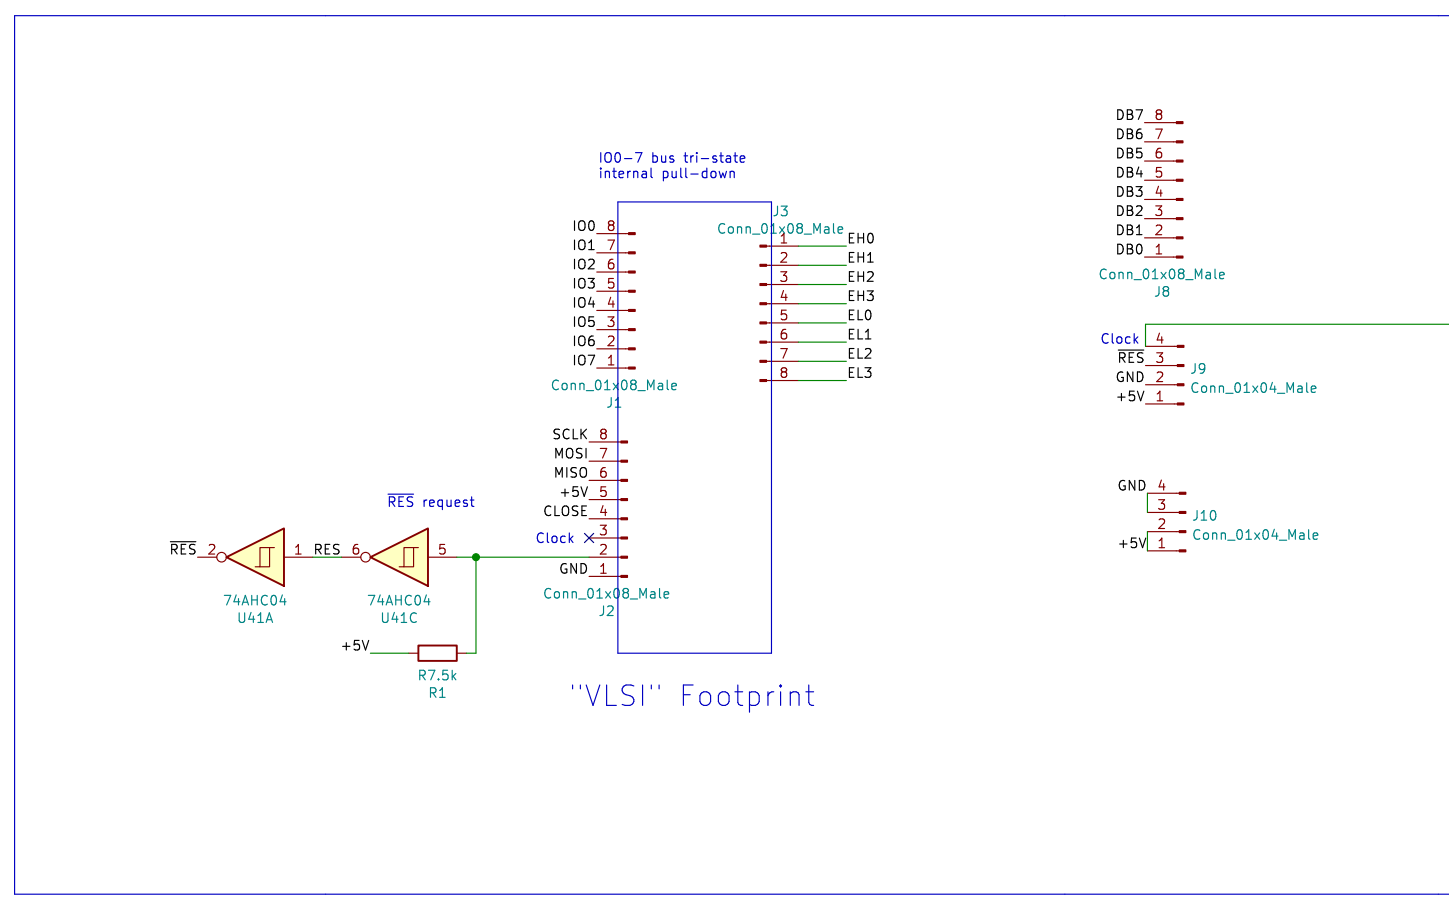 IO0-7 bus tri-state
internal pull-down
IO0 8
IO1 7
IO2 6
IO3 5
IO4 4
IO5 3
IO6 2
IO7 1
Conn_01x08_Male
J1
J3
Conn_01x08_Male
1 EH0
2 EH1
3 EH2
4 EH3
5 EL0
6 EL1
7 EL2
8 EL3
SCLK 8
MOSI 7
MISO 6
+5V 5
CLOSE 4
Clock 3
2
GND 1
Conn_01x08_Male
J2
RES request
RES 2 1 RES 6 5
74AHC04
U41A
74AHC04
U41C
+5V
R7.5k
R1
"VLSI" Footprint
DB7 8
DB6 7
DB5 6
DB4 5
DB3 4
DB2 3
DB1 2
DB0 1
Conn_01x08_Male
J8
Clock 4
RES 3
GND 2
+5V 1
J9
Conn_01x04_Male
GND 4
3
2
+5V 1
J10
Conn_01x04_Male